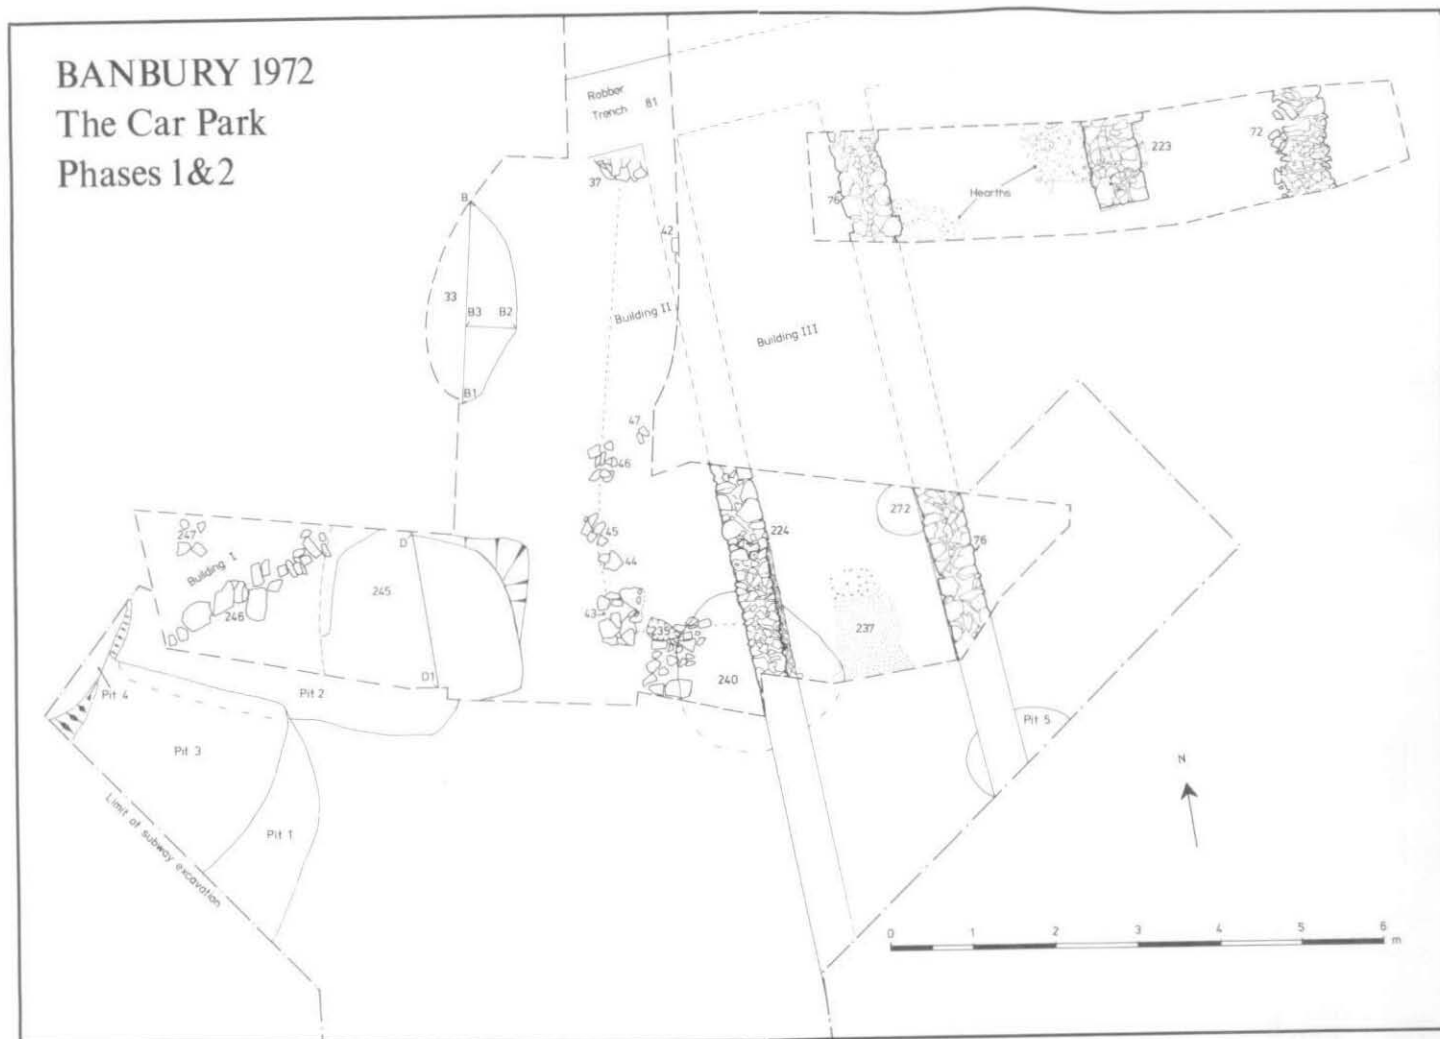 BANBURY 1972
The Car Park
Phases 1&2
Robber
Trench 81
37
42
B
33
B3 B2
B1
Building II
Building III
76
Hearths
223
72
47
46
45
44
43
235
224
240
272
76
237
247
Building I
246
245
D
D1
Pit 4
Pit 2
Pit 3
Pit 1
Pit 5
Limit of subway excavation
N
0 1 2 3 4 5 6 m